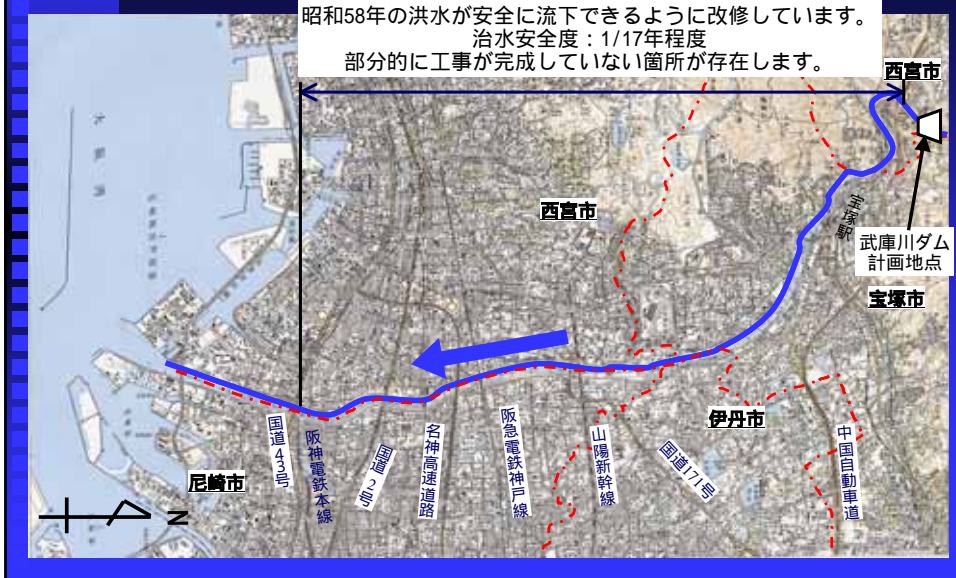 昭和58年の洪水が安全に流下できるように改修しています。
治水安全度：1/17年程度
部分的に工事が完成していない箇所が存在します。
西宮市
西宮市
宝塚駅
武庫川ダム
計画地点
宝塚市
伊丹市
尼崎市
国道43号
阪神電鉄本線
国道2号
名神高速道路
阪急電鉄神戸線
山陽新幹線
国道171号
中国自動車道
N